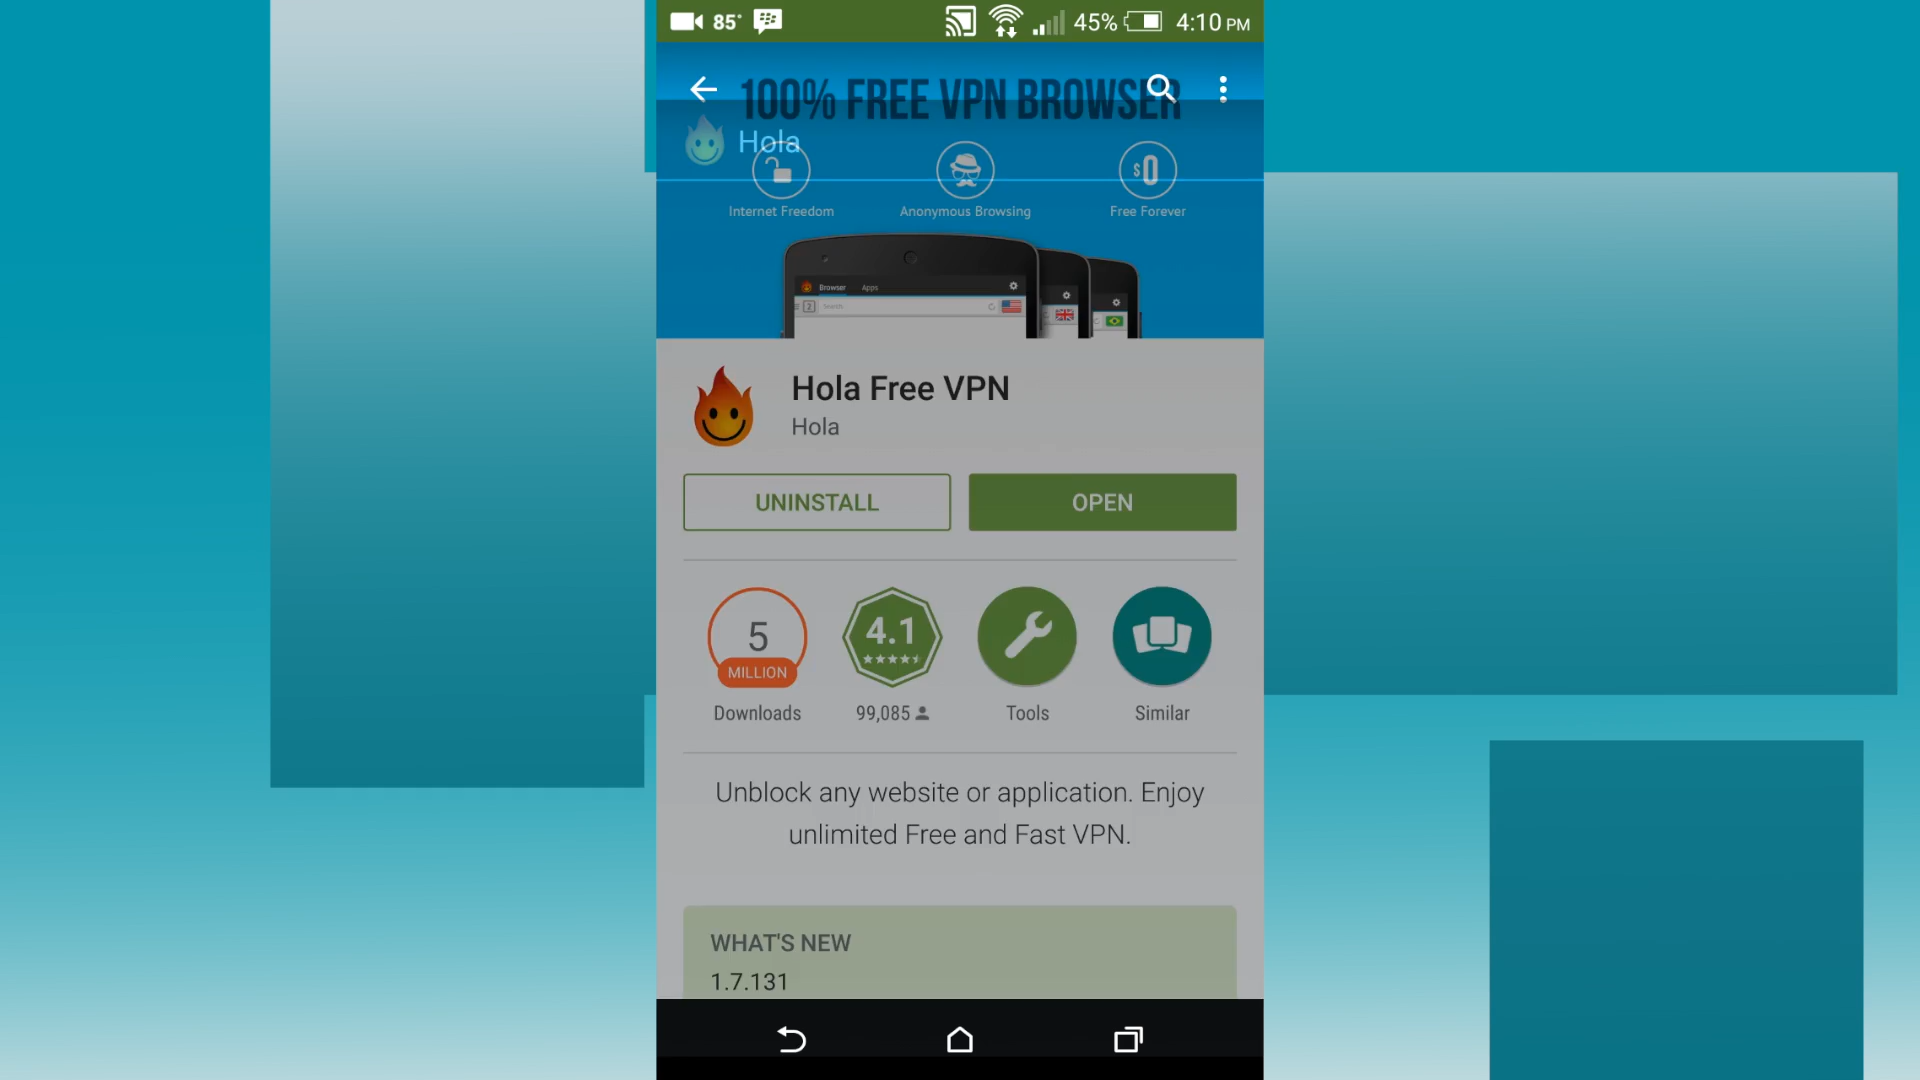 85°
45%
4:10 PM
100% FREE VPN BROWSER
Hola
$0
Internet Freedom
Anonymous Browsing
Free Forever
Browser
Apps
2
Search
Hola Free VPN
Hola
UNINSTALL
OPEN
5
MILLION
4.1
Downloads
99,085
Tools
Similar
Unblock any website or application. Enjoy
unlimited Free and Fast VPN.
WHAT'S NEW
1.7.131